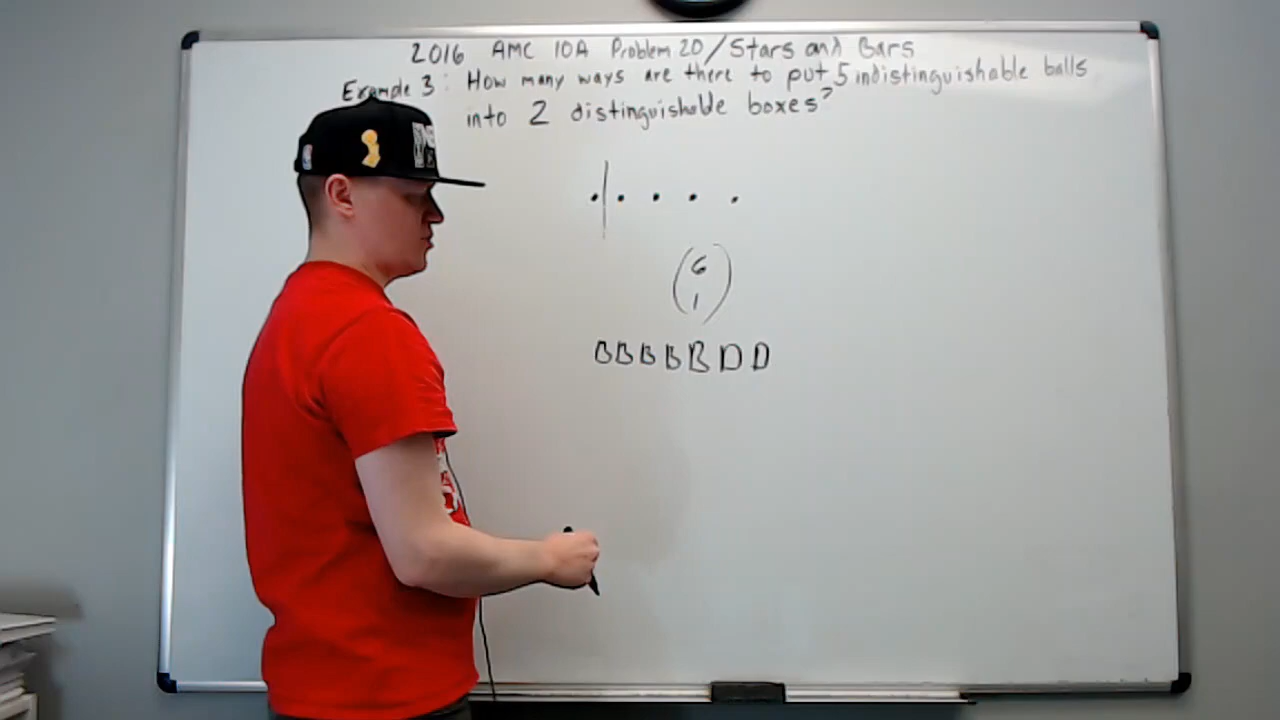 2016 AMC 10A Problem 20/Stars and Bars
Example 3: How many ways are there to put 5 indistinguishable balls
into 2 distinguishable boxes?
6
1
BBBBBDD